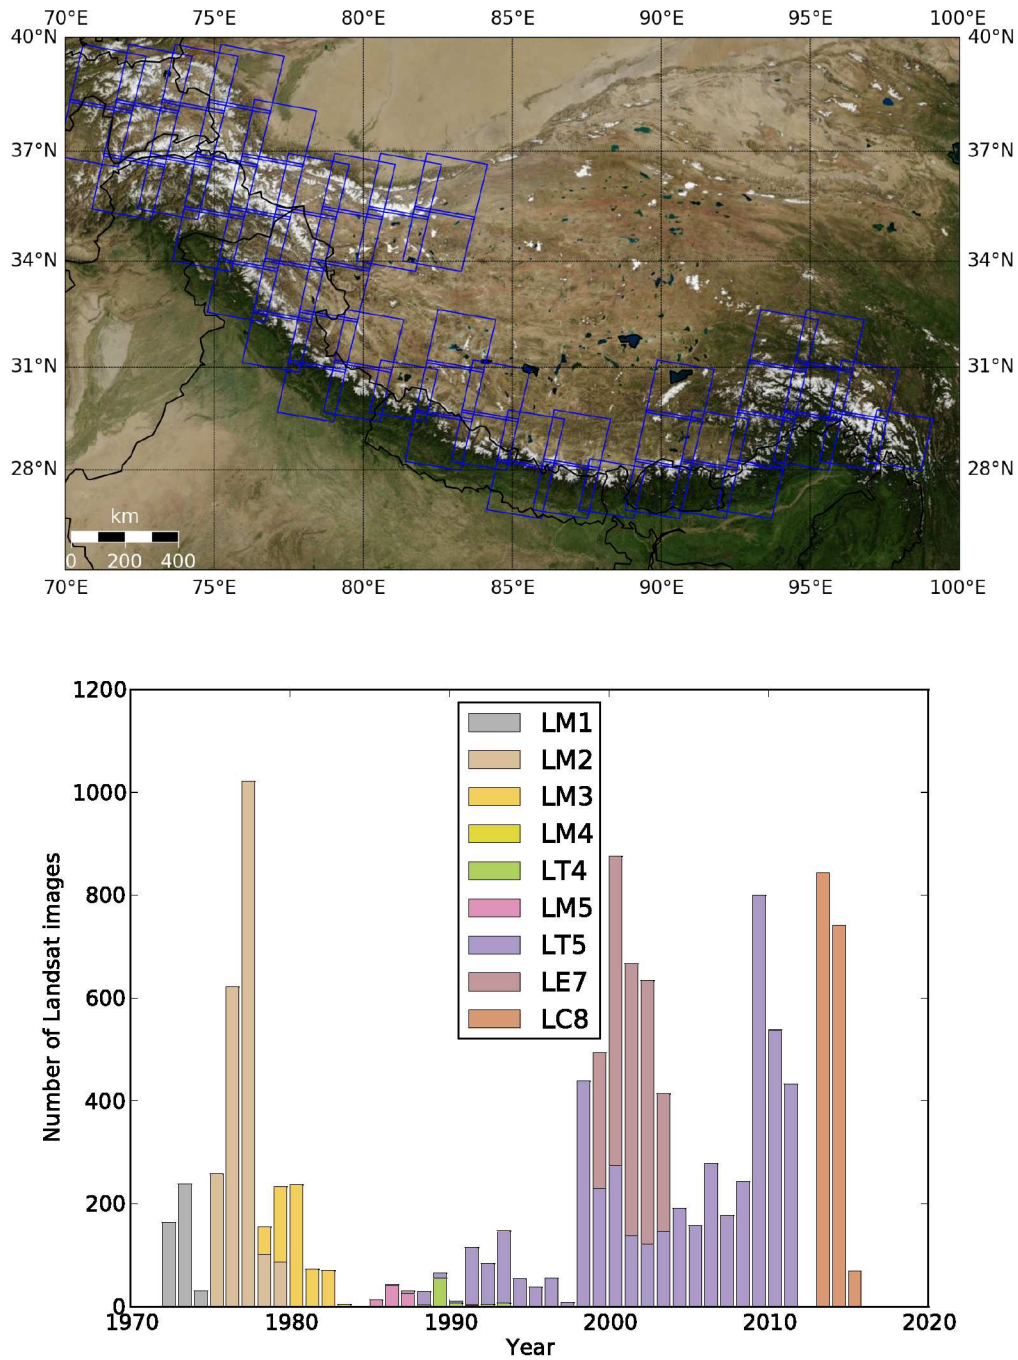 70°E 75°E 80°E 85°E 90°E 95°E 100°E
40°N 40°N
37°N 37°N
34°N 34°N
31°N 31°N
28°N 28°N
km
0 200 400
70°E 75°E 80°E 85°E 90°E 95°E 100°E
1200
1000
800
600
400
200
0
Number of Landsat images
LM1
LM2
LM3
LM4
LT4
LM5
LT5
LE7
LC8
1970 1980 1990 2000 2010 2020
Year